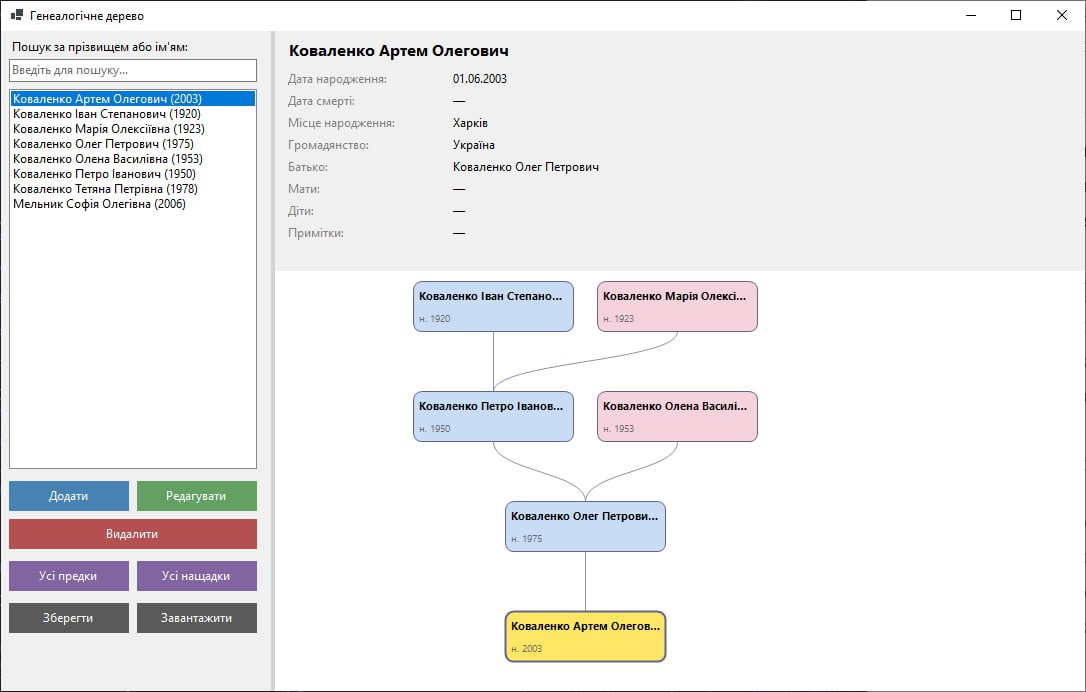 Генеалогічне дерево
Пошук за прізвищем або ім'ям:
Введіть для пошуку...
Коваленко Артем Олегович (2003)
Коваленко Іван Степанович (1920)
Коваленко Марія Олексіївна (1923)
Коваленко Олег Петрович (1975)
Коваленко Олена Василівна (1953)
Коваленко Петро Іванович (1950)
Коваленко Тетяна Петрівна (1978)
Мельник Софія Олегівна (2006)
Додати
Редагувати
Видалити
Усі предки
Усі нащадки
Зберегти
Завантажити
Коваленко Артем Олегович
Дата народження: 01.06.2003
Дата смерті: —
Місце народження: Харків
Громадянство: Україна
Батько: Коваленко Олег Петрович
Мати: —
Діти: —
Примітки: —
Коваленко Іван Степано...
н. 1920
Коваленко Марія Олексі...
н. 1923
Коваленко Петро Іванов...
н. 1950
Коваленко Олена Василі...
н. 1953
Коваленко Олег Петрови...
н. 1975
Коваленко Артем Олегов...
н. 2003